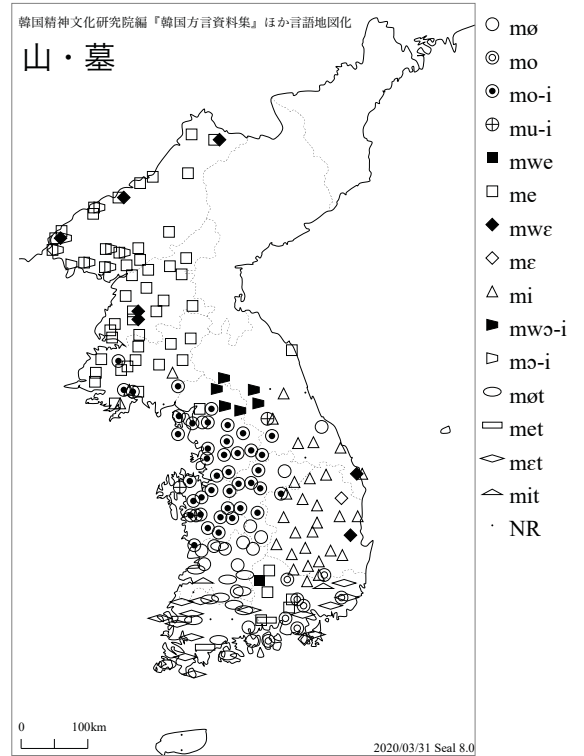 韓国精神文化研究院編『韓国方言資料集』ほか言語地図化
山・墓
mø
mo
mo-i
mu-i
mwe
me
mwɛ
mɛ
mi
mwɔ-i
mɔ-i
møt
met
mɛt
mit
NR
0 100km
2020/03/31 Seal 8.0